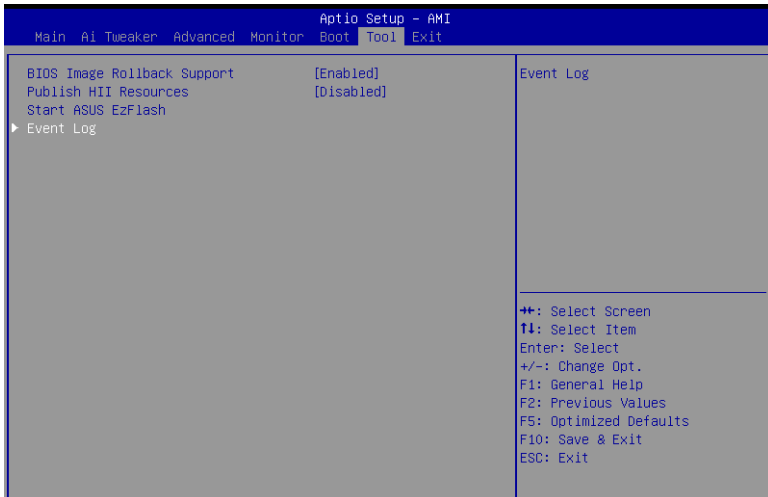 Aptio Setup - AMI
Main Ai Tweaker Advanced Monitor Boot Tool Exit
BIOS Image Rollback Support [Enabled]
Publish HII Resources [Disabled]
Start ASUS EzFlash
Event Log
Event Log
→←: Select Screen
↑↓: Select Item
Enter: Select
+/-: Change Opt.
F1: General Help
F2: Previous Values
F5: Optimized Defaults
F10: Save & Exit
ESC: Exit